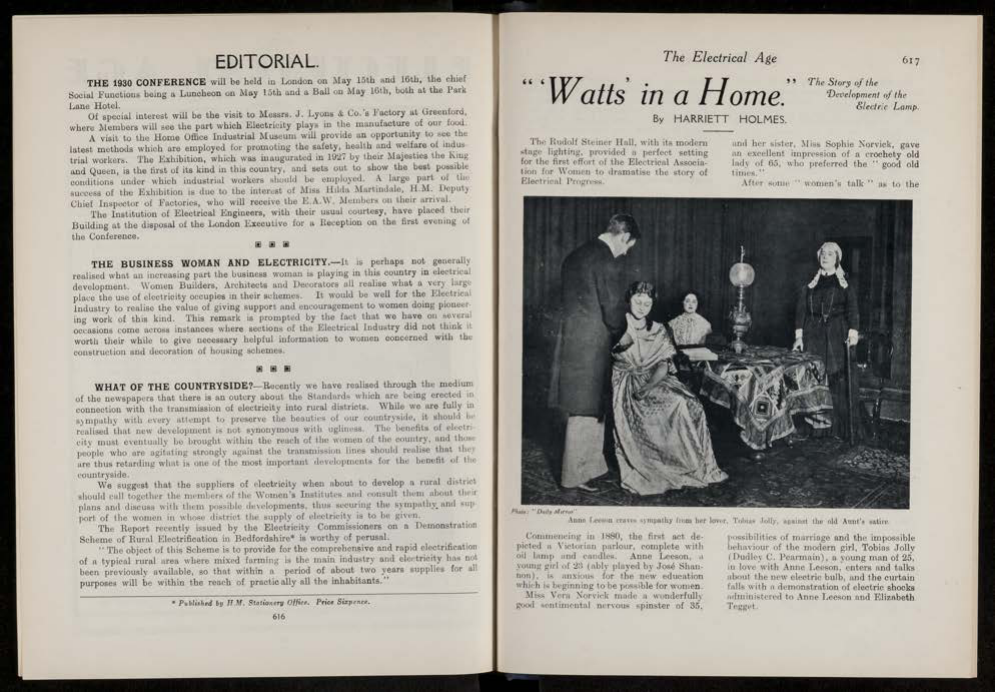 EDITORIAL.
THE 1930 CONFERENCE will be held in London on May 15th and 16th, the chief
Social Functions being a Luncheon on May 15th and a Ball on May 16th, both at the Park
Lane Hotel.
Of special interest will be the visit to Messrs. J. Lyons & Co.'s Factory at Greenford,
where Members will see the part which Electricity plays in the manufacture of our food.
A visit to the Home Office Industrial Museum will provide an opportunity to see the
latest methods which are employed for promoting the safety, health and welfare of indus-
trial workers. The Exhibition, which was inaugurated in 1927 by their Majesties the King
and Queen, is the first of its kind in this country, and sets out to show the best possible
conditions under which industrial workers should be employed. A large part of the
success of the Exhibition is due to the interest of Miss Hilda Martindale, H.M. Deputy
Chief Inspector of Factories, who will receive the E.A.W. Members on their arrival.
The Institution of Electrical Engineers, with their usual courtesy, have placed their
Building at the disposal of the London Executive for a Reception on the first evening of
the Conference.
THE BUSINESS WOMAN AND ELECTRICITY.—It is perhaps not generally
realised what an increasing part the business woman is playing in this country in electrical
development. Women Builders, Architects and Decorators all realise what a very large
place the use of electricity occupies in their schemes. It would be well for the Electrical
Industry to realise the value of giving support and encouragement to women doing pioneer-
ing work of this kind. This remark is prompted by the fact that we have on several
occasions come across instances where sections of the Electrical Industry did not think it
worth their while to give necessary helpful information to women concerned with the
construction and decoration of housing schemes.
WHAT OF THE COUNTRYSIDE?—Recently we have realised through the medium
of the newspapers that there is an outcry about the Standards which are being erected in
connection with the transmission of electricity into rural districts. While we are fully in
sympathy with every attempt to preserve the beauties of our countryside, it should be
realised that new development is not synonymous with ugliness. The benefits of electri-
city must eventually be brought within the reach of the women of the country, and those
people who are agitating strongly against the transmission lines should realise that they
are thus retarding what is one of the most important developments for the benefit of the
countryside.
We suggest that the suppliers of electricity when about to develop a rural district
should call together the members of the Women's Institutes and consult them about their
plans and discuss with them possible developments, thus securing the sympathy and sup-
port of the women in whose district the supply of electricity is to be given.
The Report recently issued by the Electricity Commissioners on a Demonstration
Scheme of Rural Electrification in Bedfordshire* is worthy of perusal.
"The object of this Scheme is to provide for the comprehensive and rapid electrification
of a typical rural area where mixed farming is the main industry and electricity has not
been previously available, so that within a period of about two years supplies for all
purposes will be within the reach of practically all the inhabitants."
* Published by H.M. Stationery Office. Price Sixpence.
616
The Electrical Age
617
"'Watts' in a Home."
The Story of the
Development of the
Electric Lamp.
By HARRIETT HOLMES.
The Rudolf Steiner Hall, with its modern
stage lighting, provided a perfect setting
for the first effort of the Electrical Associa-
tion for Women to dramatise the story of
Electrical Progress.
and her sister, Miss Sophie Norvick, gave
an excellent impression of a crochety old
lady of 65, who preferred the "good old
times."
After some "women's talk" as to the
Photo: "Daily Mirror"
Anne Leeson craves sympathy from her lover, Tobias Jolly, against the old Aunt's satire.
Commencing in 1880, the first act de-
picted a Victorian parlour, complete with
oil lamp and candles. Anne Leeson, a
young girl of 23 (ably played by José Shan-
non), is anxious for the new education
which is beginning to be possible for women.
Miss Vera Norvick made a wonderfully
good sentimental nervous spinster of 35,
possibilities of marriage and the impossible
behaviour of the modern girl, Tobias Jolly
(Dudley C. Pearmain), a young man of 25,
in love with Anne Leeson, enters and talks
about the new electric bulb, and the curtain
falls with a demonstration of electric shocks
administered to Anne Leeson and Elizabeth
Tegget.